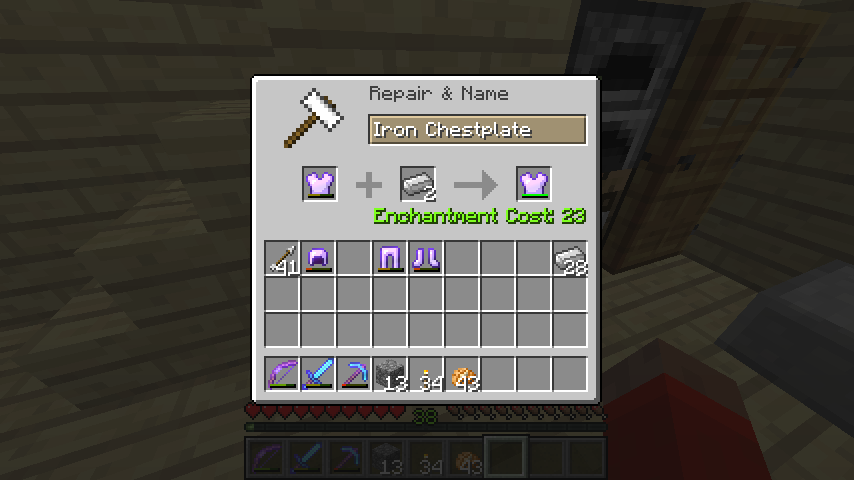 Repair & Name
Iron Chestplate
2
Enchantment Cost: 23
41
28
13 34 43
38
13 34 43